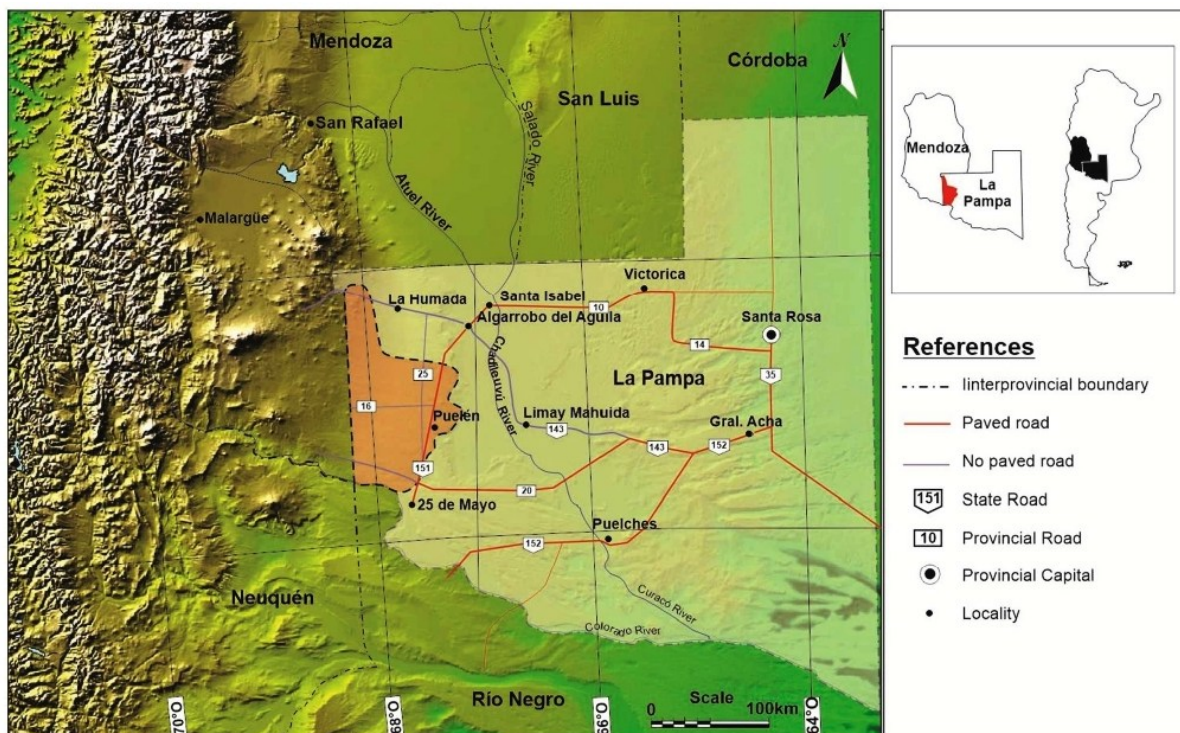 Mendoza
Córdoba
N
San Luis
San Rafael
Salado River
Atuel River
Malargüe
Victorica
La Humada
Santa Isabel
10
Algarrobo del Aguila
Santa Rosa
14
Chadileuvú River
25
La Pampa
35
16
Puelén
Limay Mahuida
143
Gral. Acha
143
152
151
20
25 de Mayo
Puelches
152
Neuquén
Curacó River
Colorado River
Río Negro
Scale
0 100km
70°O
68°O
66°O
64°O
Mendoza
La
Pampa
References
Iinterprovincial boundary
Paved road
No paved road
151 State Road
10 Provincial Road
Provincial Capital
Locality